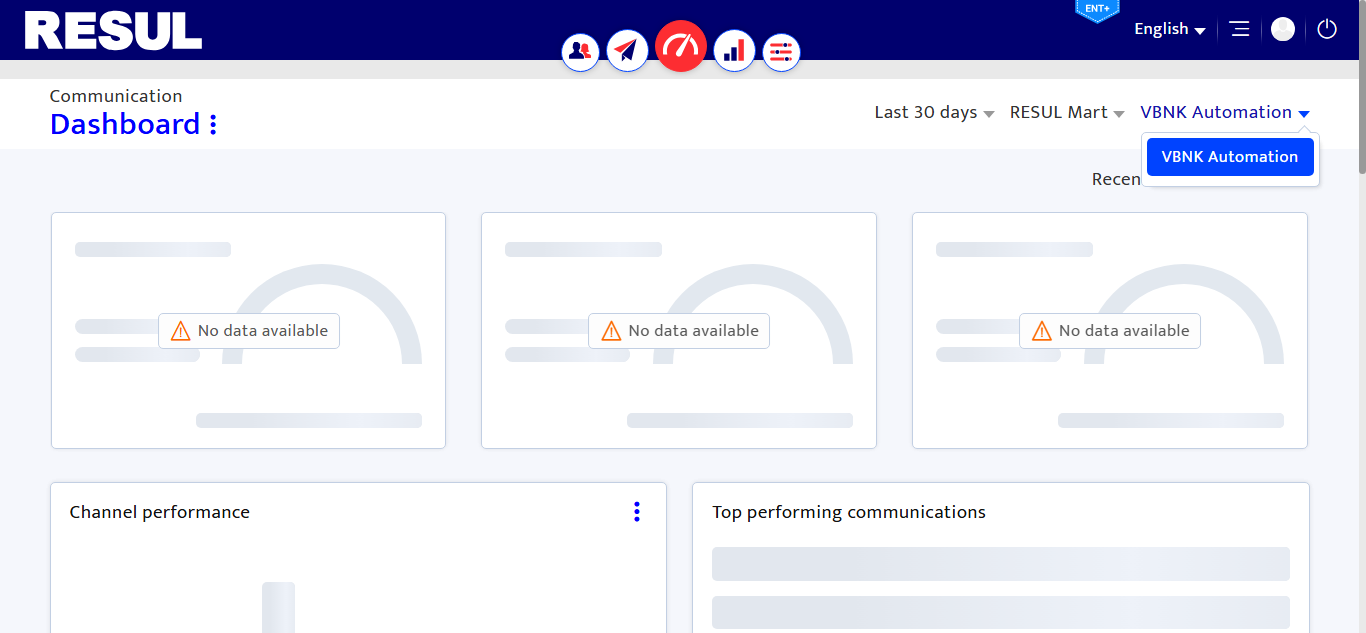 RESUL
ENT+
English
Communication
Dashboard
Last 30 days
RESUL Mart
VBNK Automation
VBNK Automation
No data available
No data available
No data available
Channel performance
Top performing communications